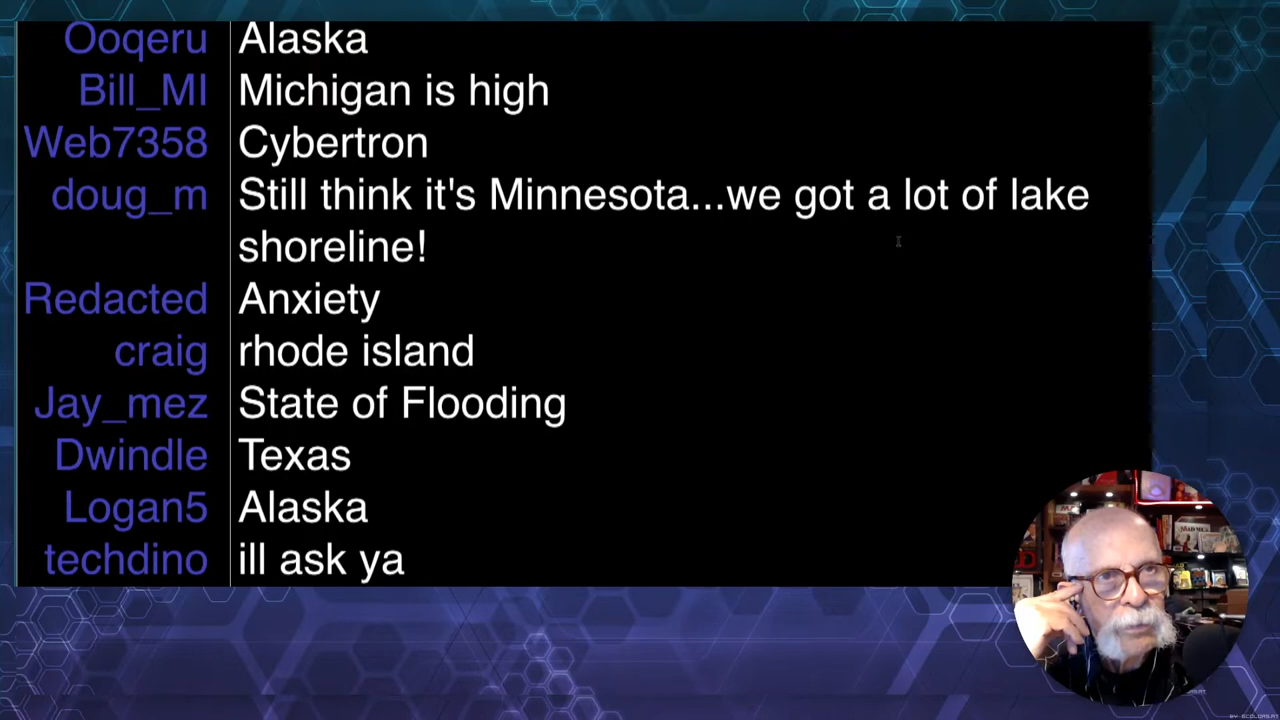 Ooqeru Alaska
Bill_MI Michigan is high
Web7358 Cybertron
doug_m Still think it's Minnesota...we got a lot of lake
shoreline!
Redacted Anxiety
craig rhode island
Jay_mez State of Flooding
Dwindle Texas
Logan5 Alaska
techdino ill ask ya